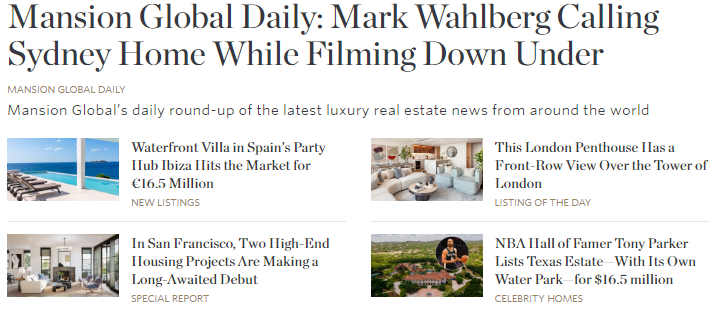 Mansion Global Daily: Mark Wahlberg Calling
Sydney Home While Filming Down Under
MANSION GLOBAL DAILY
Mansion Global's daily round-up of the latest luxury real estate news from around the world
Waterfront Villa in Spain's Party
Hub Ibiza Hits the Market for
€16.5 Million
NEW LISTINGS
This London Penthouse Has a
Front-Row View Over the Tower of
London
LISTING OF THE DAY
In San Francisco, Two High-End
Housing Projects Are Making a
Long-Awaited Debut
SPECIAL REPORT
NBA Hall of Famer Tony Parker
Lists Texas Estate—With Its Own
Water Park—for $16.5 million
CELEBRITY HOMES